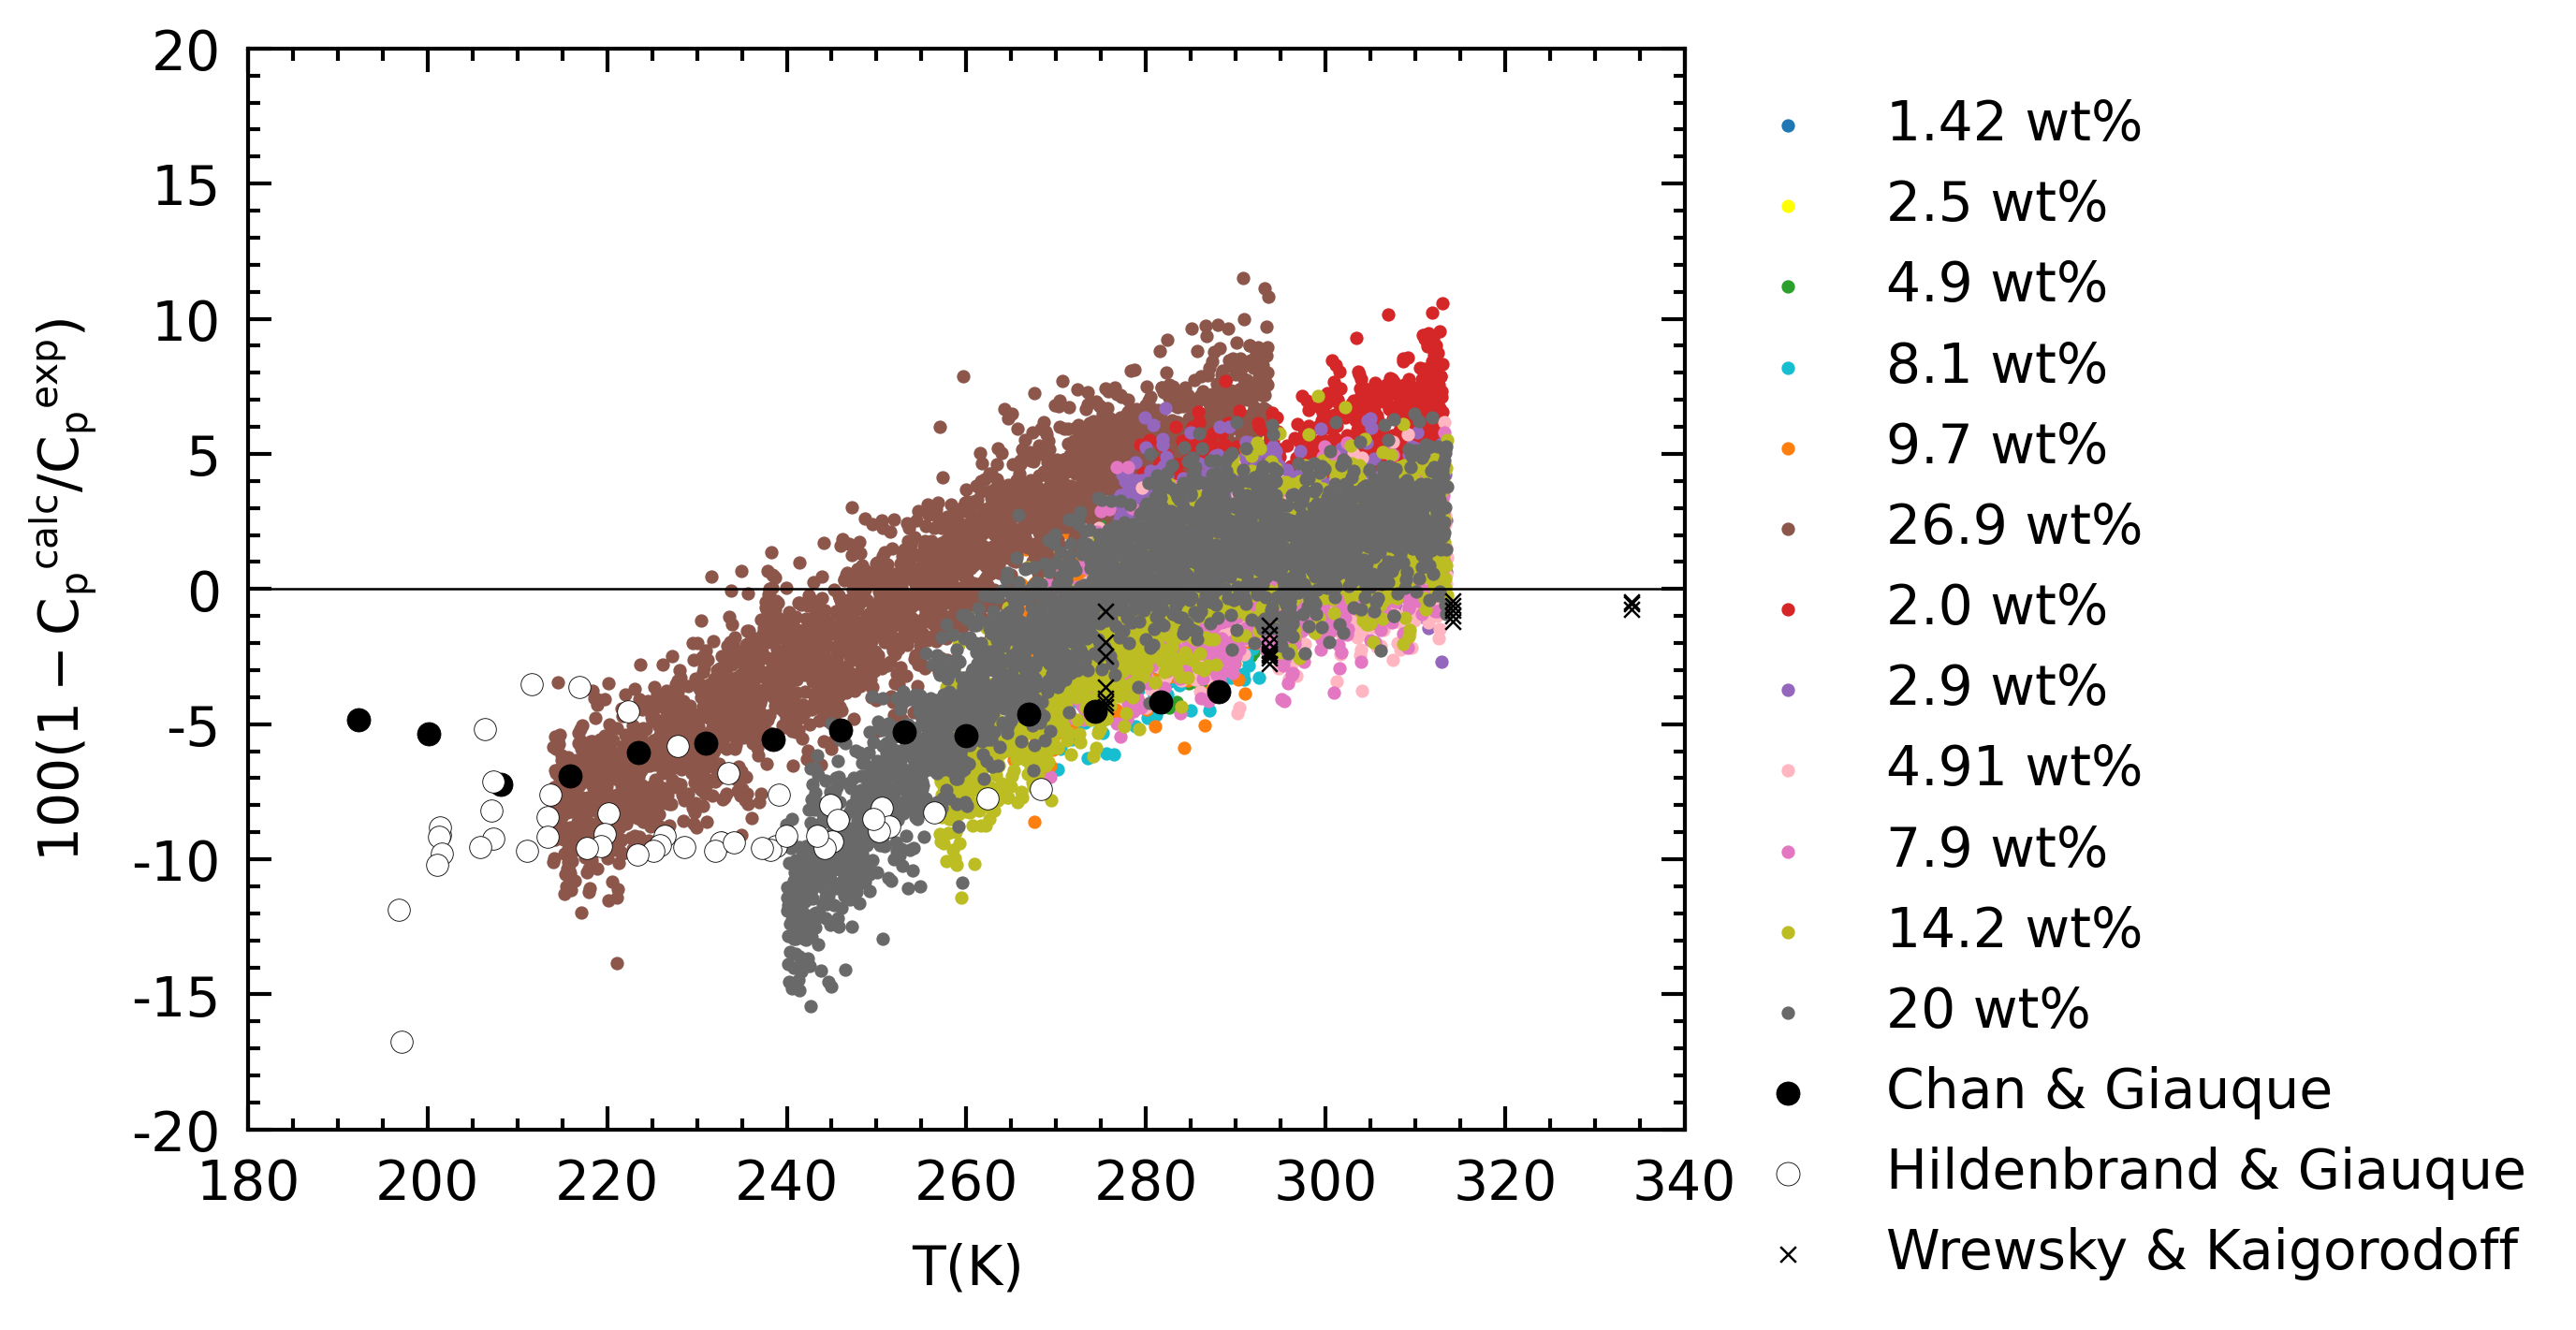 20
15
10
5
0
-5
-10
-15
-20
100(1 − Cp^calc/Cp^exp)
180 200 220 240 260 280 300 320 340
T(K)
1.42 wt%
2.5 wt%
4.9 wt%
8.1 wt%
9.7 wt%
26.9 wt%
2.0 wt%
2.9 wt%
4.91 wt%
7.9 wt%
14.2 wt%
20 wt%
Chan & Giauque
Hildenbrand & Giauque
Wrewsky & Kaigorodoff